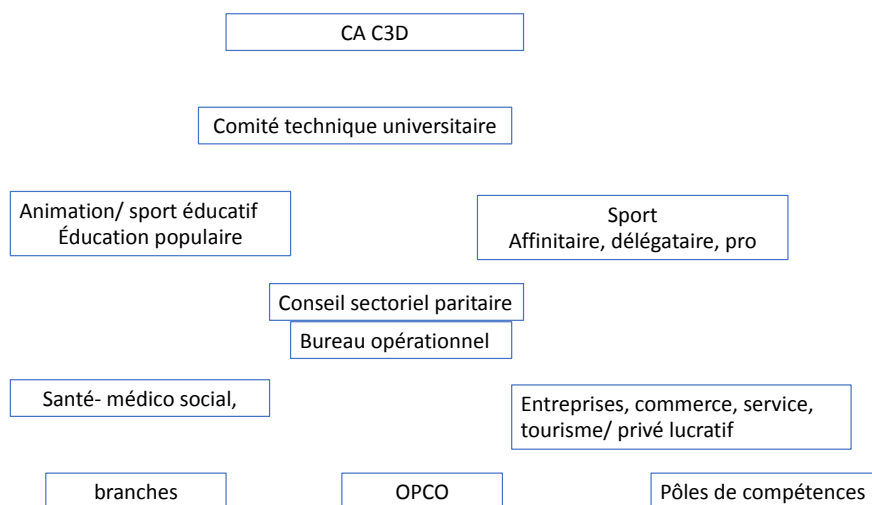 CA C3D
Comité technique universitaire
Animation/ sport éducatif
Éducation populaire
Sport
Affinitaire, délégataire, pro
Conseil sectoriel paritaire
Bureau opérationnel
Santé- médico social,
Entreprises, commerce, service,
tourisme/ privé lucratif
branches
OPCO
Pôles de compétences